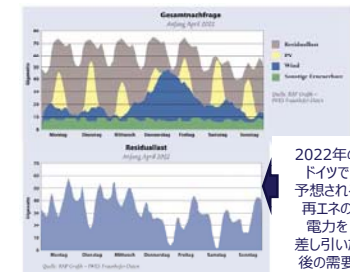 Gesamtnachfrage
Anfang April 2022
Residuallast
PV
Wind
Sonstige Erneuerbare
Quelle: RAP Grafik –
Montag Dienstag Mittwoch Donnerstag Freitag Samstag Sonntag
Residuallast
Anfang April 2022
Montag Dienstag Mittwoch Donnerstag Freitag Samstag Sonntag
2022年の
ドイツで
予想され
再エネの
電力を
差し引いた
後の需要